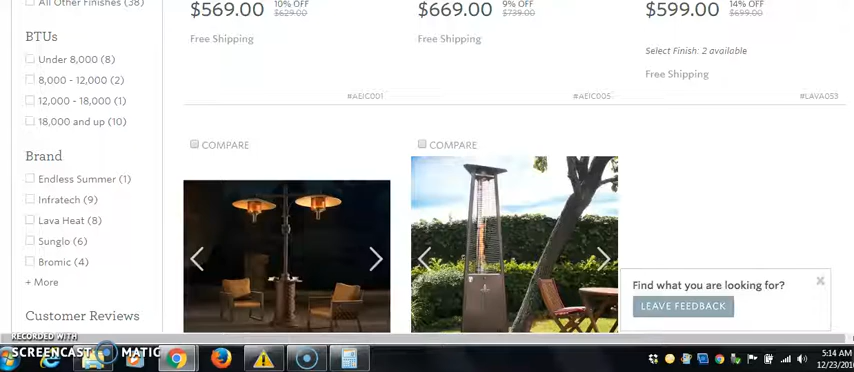 All Other Finishes (38)
BTUs
Under 8,000 (8)
8,000 - 12,000 (2)
12,000 - 18,000 (1)
18,000 and up (10)
Brand
Endless Summer (1)
Infratech (9)
Lava Heat (8)
Sunglo (6)
Bromic (4)
+ More
Customer Reviews
$569.00 10% OFF $629.00
Free Shipping
#AEIC001
$669.00 9% OFF $739.00
Free Shipping
#AEIC005
$599.00 14% OFF $699.00
Select Finish: 2 available
Free Shipping
#LAVA053
COMPARE
COMPARE
Find what you are looking for?
LEAVE FEEDBACK
RECORDED WITH
SCREENCAST MATIC
5:14 AM